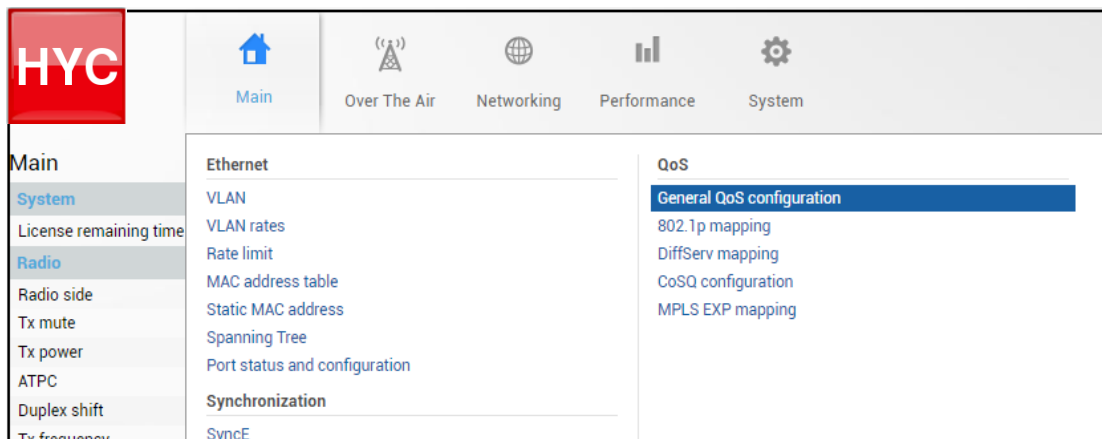 HYC
Main
Over The Air
Networking
Performance
System
Main
System
License remaining time
Radio
Radio side
Tx mute
Tx power
ATPC
Duplex shift
Tx frequency
Ethernet
VLAN
VLAN rates
Rate limit
MAC address table
Static MAC address
Spanning Tree
Port status and configuration
Synchronization
SyncE
QoS
General QoS configuration
802.1p mapping
DiffServ mapping
CoSQ configuration
MPLS EXP mapping